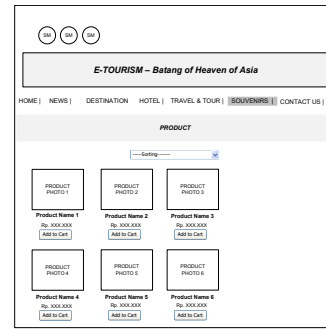 SM SM SM
E-TOURISM – Batang of Heaven of Asia
HOME | NEWS | DESTINATION HOTEL | TRAVEL & TOUR | SOUVENIRS | CONTACT US |
PRODUCT
----Sorting-------
PRODUCT PRODUCT PRODUCT
PHOTO 1 PHOTO 2 PHOTO 3
Product Name 1 Product Name 2 Product Name 3
Rp. XXX.XXX Rp. XXX.XXX Rp. XXX.XXX
Add to Cart Add to Cart Add to Cart
PRODUCT PRODUCT PRODUCT
PHOTO 4 PHOTO 5 PHOTO 6
Product Name 4 Product Name 5 Product Name 6
Rp. XXX.XXX Rp. XXX.XXX Rp. XXX.XXX
Add to Cart Add to Cart Add to Cart